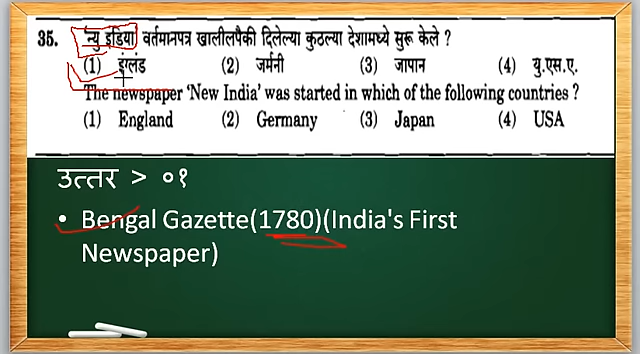 35. न्यु इंडिया वर्तमानपत्र खालीलपैकी दिलेल्या कुठल्या देशामध्ये सुरू केले ?
(1) इंग्लंड (2) जर्मनी (3) जापान (4) यु.एस.ए.
The newspaper ‘New India’ was started in which of the following countries ?
(1) England (2) Germany (3) Japan (4) USA
उत्तर > ०१
• Bengal Gazette(1780)(India's First
Newspaper)